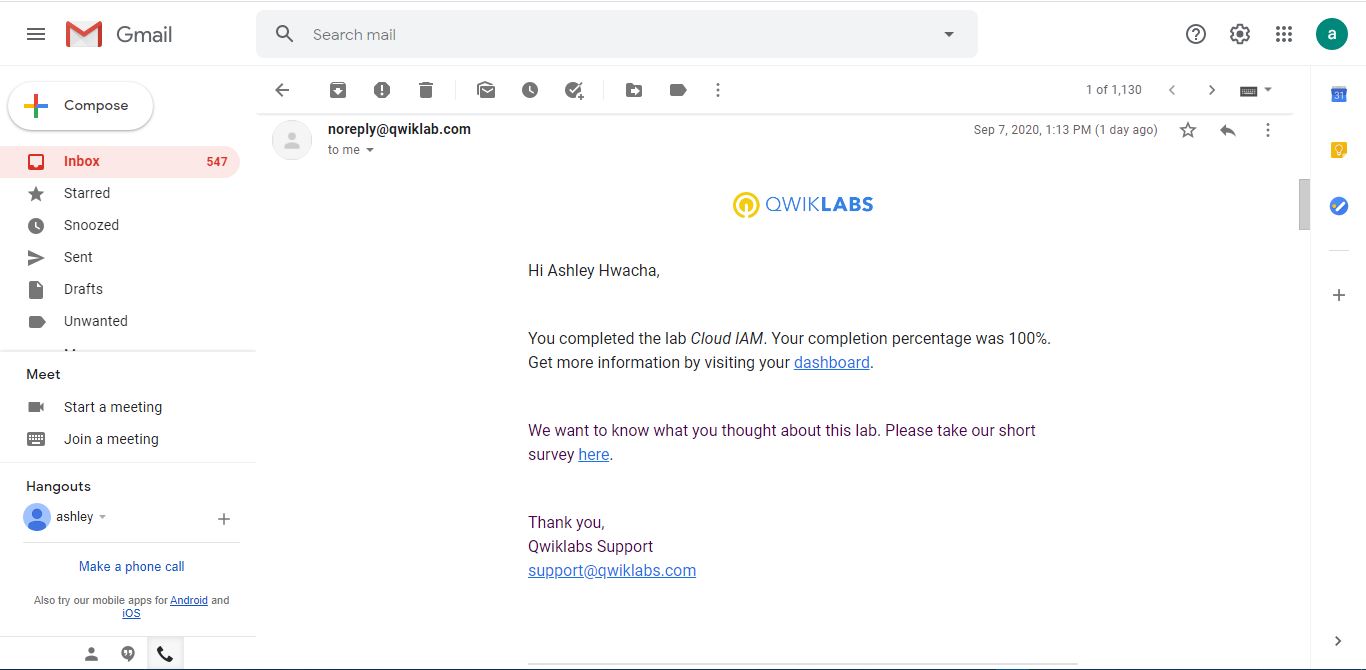 Gmail
Search mail
a
Compose
1 of 1,130
31
noreply@qwiklab.com
Sep 7, 2020, 1:13 PM (1 day ago)
to me
Inbox 547
Starred
Snoozed
Sent
Drafts
Unwanted
Meet
Start a meeting
Join a meeting
Hangouts
ashley
Make a phone call
Also try our mobile apps for Android and
iOS
QWIKLABS
Hi Ashley Hwacha,
You completed the lab Cloud IAM. Your completion percentage was 100%.
Get more information by visiting your dashboard.
We want to know what you thought about this lab. Please take our short
survey here.
Thank you,
Qwiklabs Support
support@qwiklabs.com